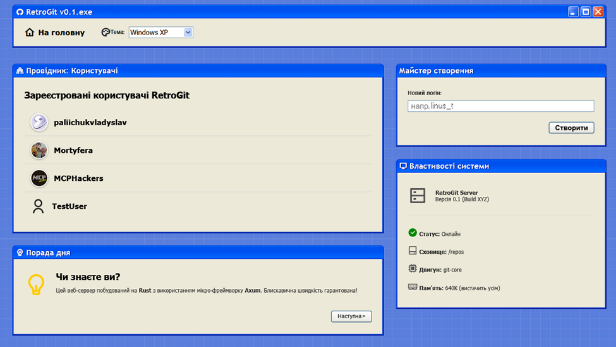 RetroGit v0.1.exe
На головну
Тема:
Windows XP
Провідник: Користувачі
Зареєстровані користувачі RetroGit
paliichukvladyslav
Mortyfera
MCPHackers
TestUser
Порада дня
Чи знаєте ви?
Цей веб-сервер побудований на Rust з використанням мікро-фреймворку Axum. Блискавична швидкість гарантована!
Наступна >
Майстер створення
Новий логін:
напр. linus_t
Створити
Властивості системи
RetroGit Server
Версія 0.1 (Build XYZ)
Статус: Онлайн
Сховище: /repos
Двигун: git-core
Пам'ять: 640K (вистачить усім)